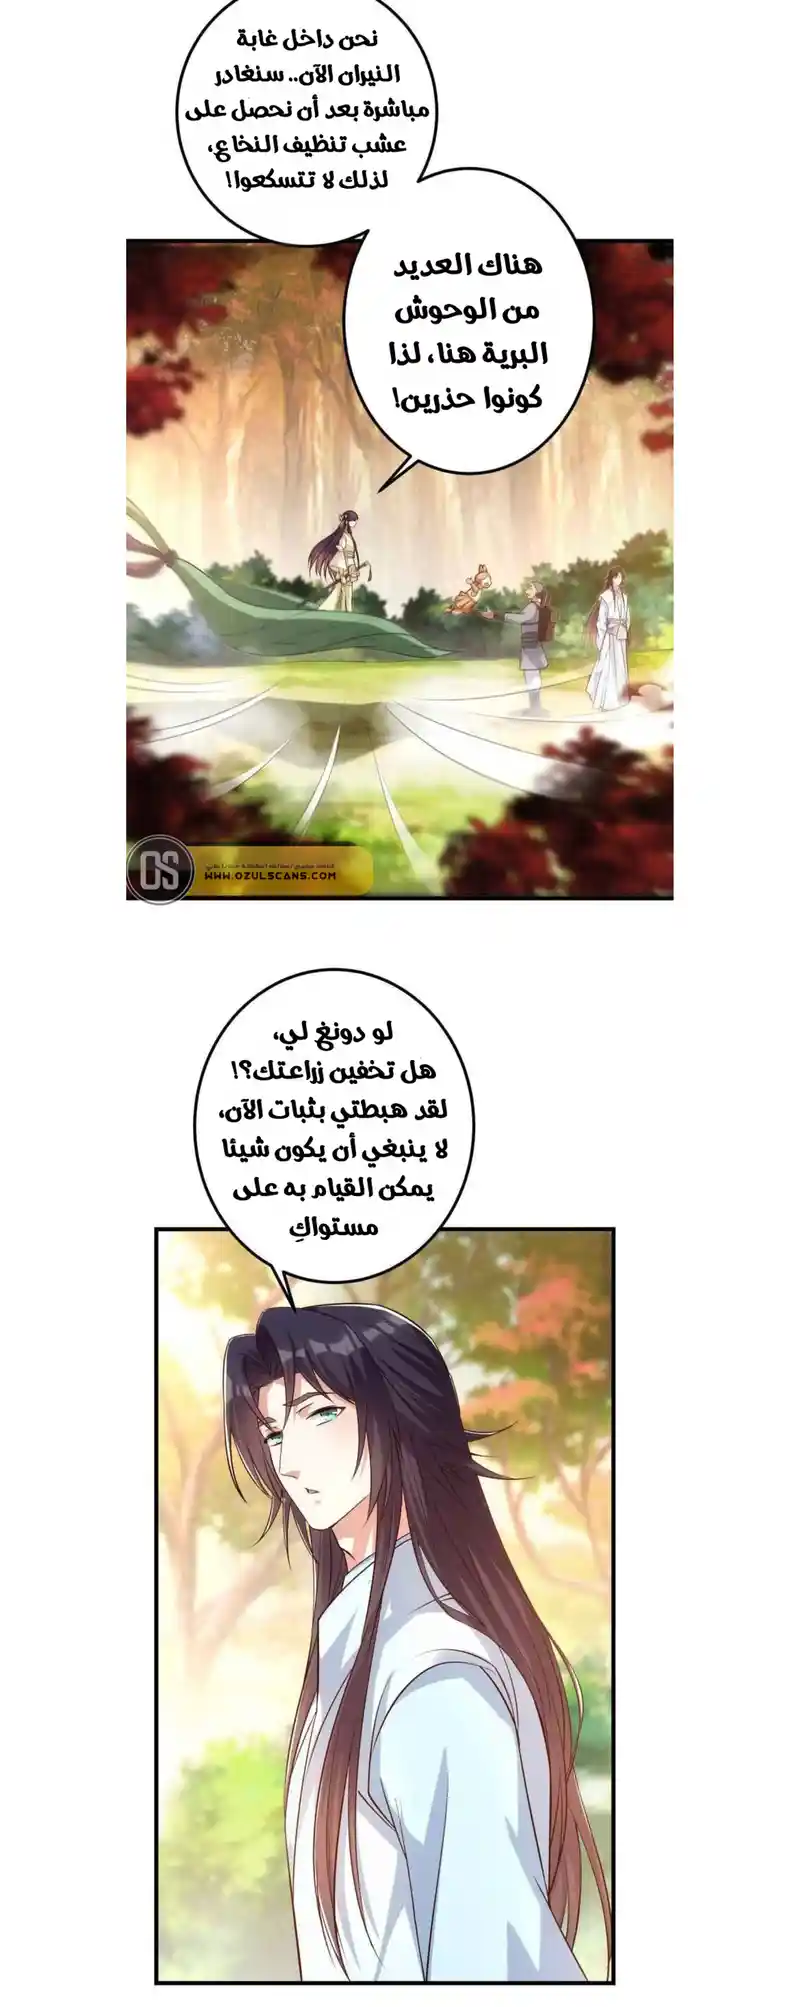 نحن داخل غابة
النيران الآن.. سنغادر
مباشرة بعد أن نحصل على
عشب تنظيف النخاع،
لذلك لا تتسكعوا!
هناك العديد
من الوحوش
البرية هنا، لذا
كونوا حذرين!
OS
WWW.OZULSCANS.COM
لو دونغ لي،
هل تخفين زراعتك؟!
لقد هبطتي بثبات الآن،
لا ينبغي أن يكون شيئا
يمكن القيام به على
مستواكِ